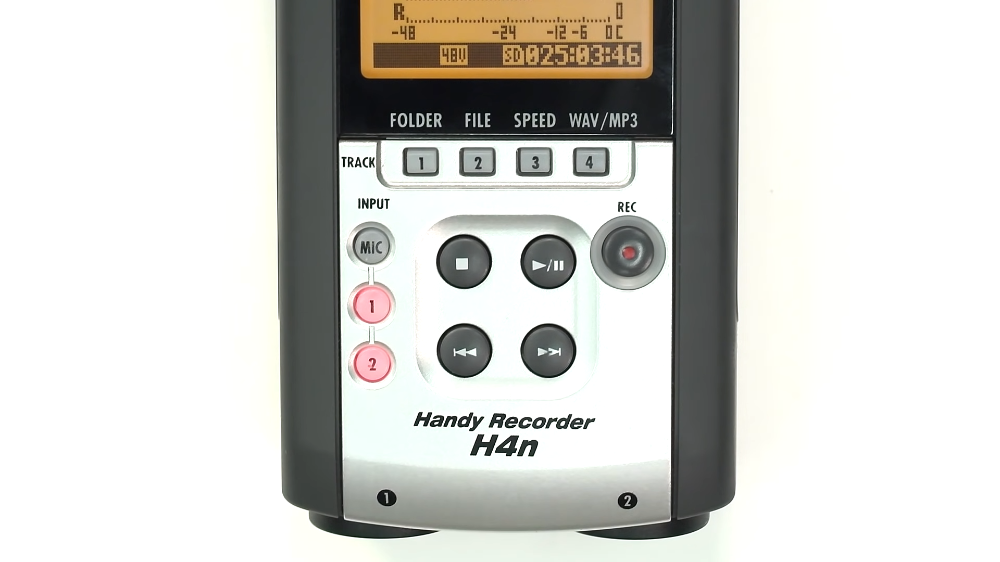 R 0
-48 -24 -12 -6 0 C
48V SD 025:03:46
FOLDER FILE SPEED WAV/MP3
TRACK 1 2 3 4
INPUT REC
MIC
1
2
Handy Recorder
H4n
1 2